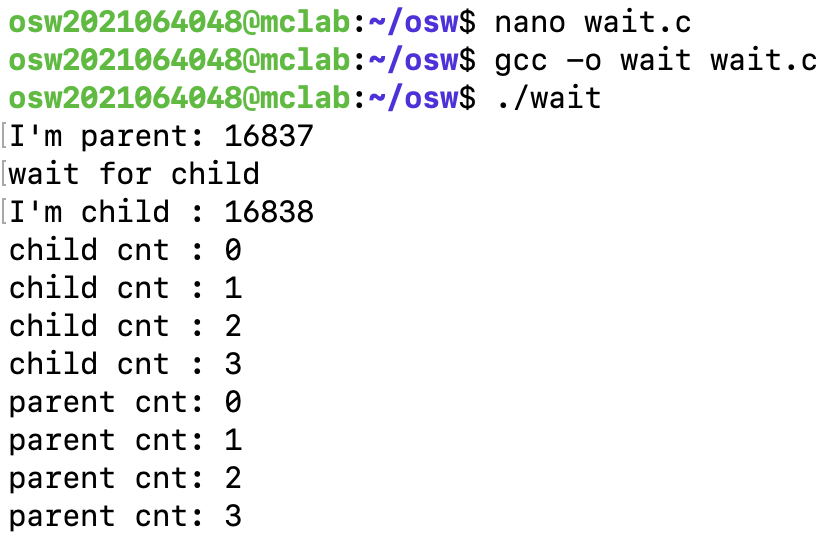 osw2021064048@mclab:~/osw$ nano wait.c
osw2021064048@mclab:~/osw$ gcc -o wait wait.c
osw2021064048@mclab:~/osw$ ./wait
[I'm parent: 16837
[wait for child
[I'm child : 16838
child cnt : 0
child cnt : 1
child cnt : 2
child cnt : 3
parent cnt: 0
parent cnt: 1
parent cnt: 2
parent cnt: 3